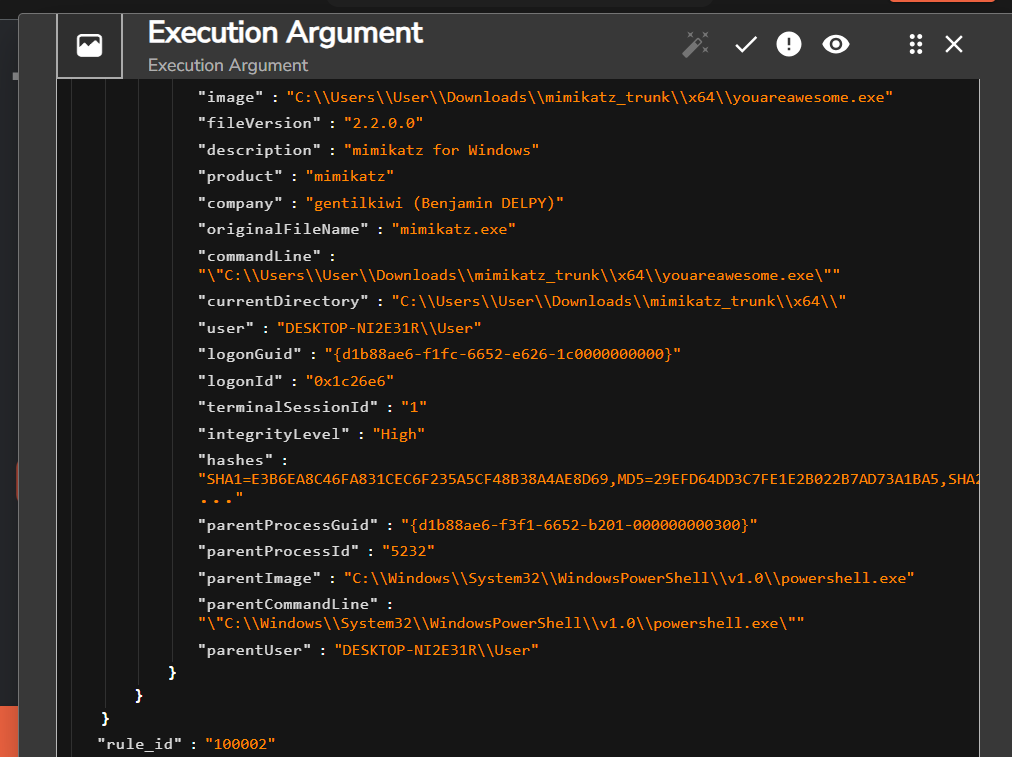 Execution Argument
Execution Argument
"image" : "C:\\Users\\User\\Downloads\\mimikatz_trunk\\x64\\youareawesome.exe"
"fileVersion" : "2.2.0.0"
"description" : "mimikatz for Windows"
"product" : "mimikatz"
"company" : "gentilkiwi (Benjamin DELPY)"
"originalFileName" : "mimikatz.exe"
"commandLine" :
"\"C:\\Users\\User\\Downloads\\mimikatz_trunk\\x64\\youareawesome.exe\""
"currentDirectory" : "C:\\Users\\User\\Downloads\\mimikatz_trunk\\x64\\"
"user" : "DESKTOP-NI2E31R\\User"
"logonGuid" : "{d1b88ae6-f1fc-6652-e626-1c0000000000}"
"logonId" : "0x1c26e6"
"terminalSessionId" : "1"
"integrityLevel" : "High"
"hashes" :
"SHA1=E3B6EA8C46FA831CEC6F235A5CF48B38A4AE8D69,MD5=29EFD64DD3C7FE1E2B022B7AD73A1BA5,SHA2
..."
"parentProcessGuid" : "{d1b88ae6-f3f1-6652-b201-000000000300}"
"parentProcessId" : "5232"
"parentImage" : "C:\\Windows\\System32\\WindowsPowerShell\\v1.0\\powershell.exe"
"parentCommandLine" :
"\"C:\\Windows\\System32\\WindowsPowerShell\\v1.0\\powershell.exe\""
"parentUser" : "DESKTOP-NI2E31R\\User"
}
}
}
"rule_id" : "100002"